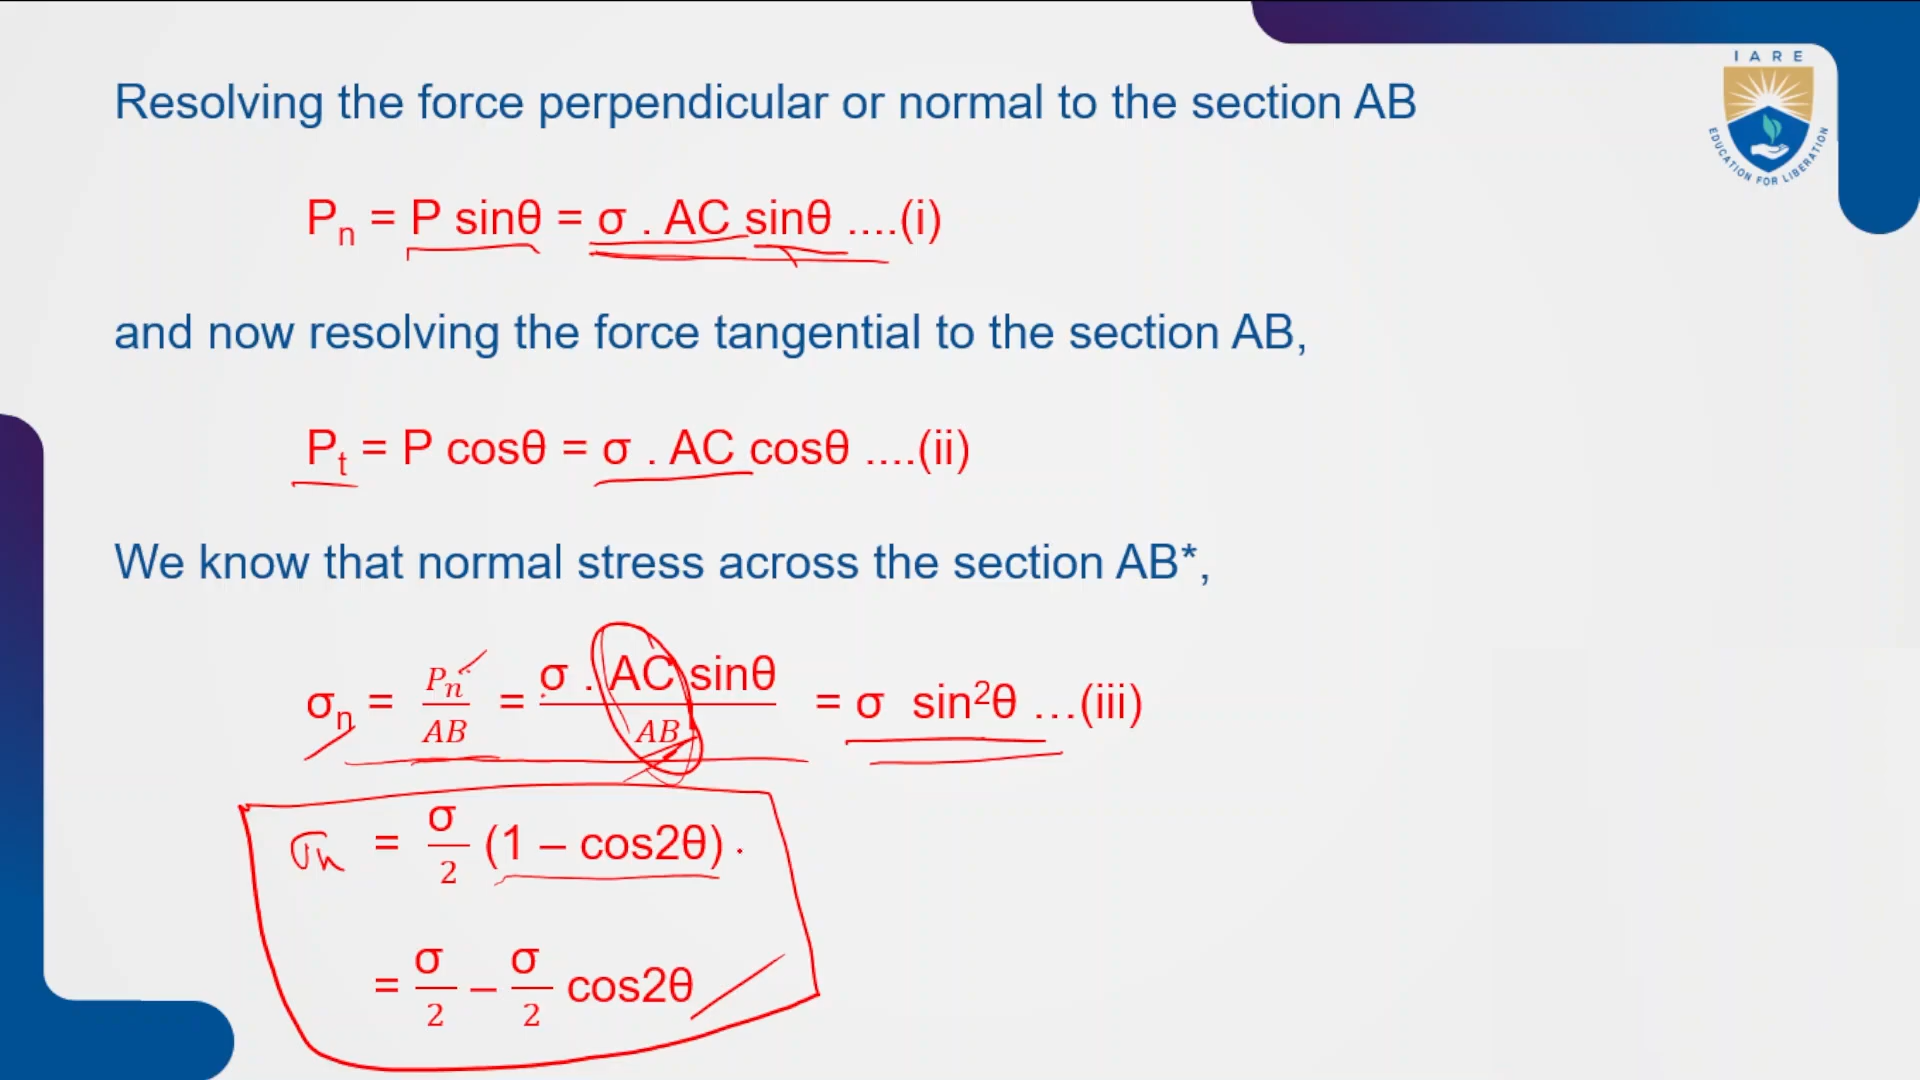 IARE
EDUCATION FOR LIBERATION
Resolving the force perpendicular or normal to the section AB
Pₙ = P sinθ = σ . AC sinθ ....(i)
and now resolving the force tangential to the section AB,
Pₜ = P cosθ = σ . AC cosθ ....(ii)
We know that normal stress across the section AB*,
σₙ = Pₙ/AB = σ . AC sinθ/AB = σ sin²θ ...(iii)
σₙ = σ/2 (1 – cos2θ) .
= σ/2 – σ/2 cos2θ